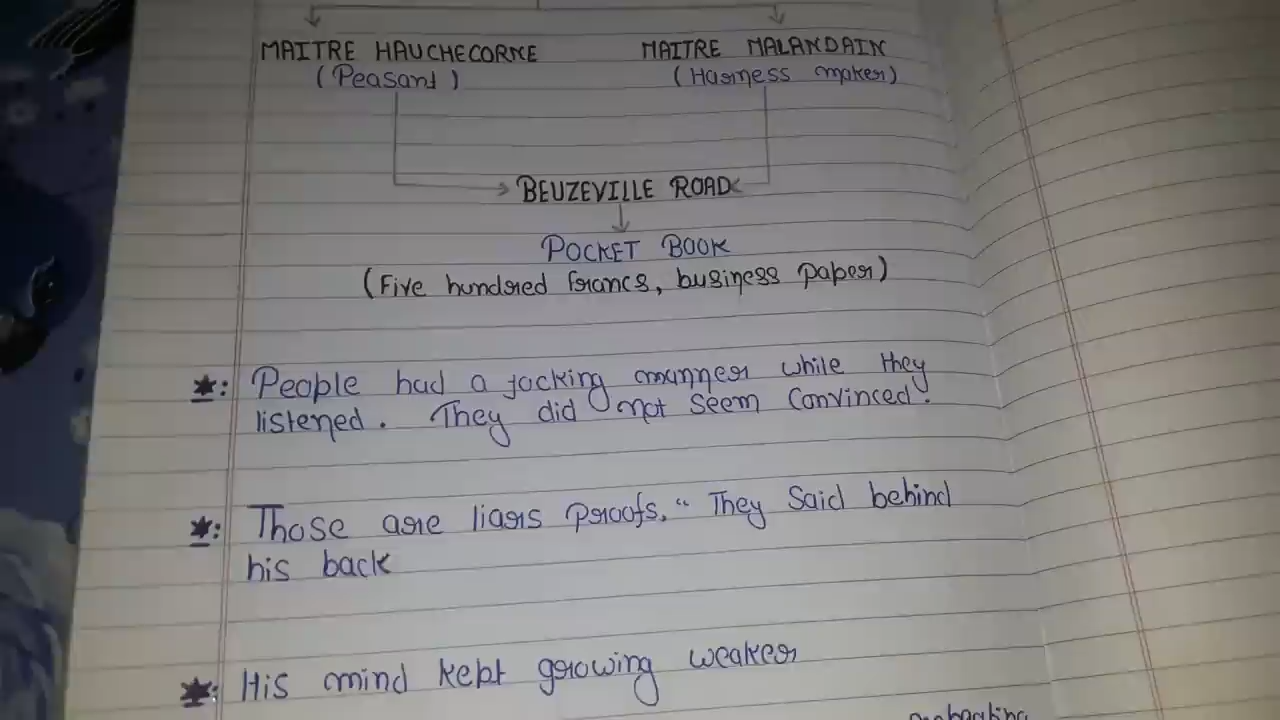 MAITRE HAUCHECORNE MAITRE MALANDAIN
(Peasant) (Harness maker)
BEUZEVILLE ROAD
POCKET BOOK
(Five hundred francs, business paper)
*: People had a jocking manner while they
listened. They did not seem convinced.
*: Those are liars proofs," They said behind
his back
*: His mind kept growing weaker